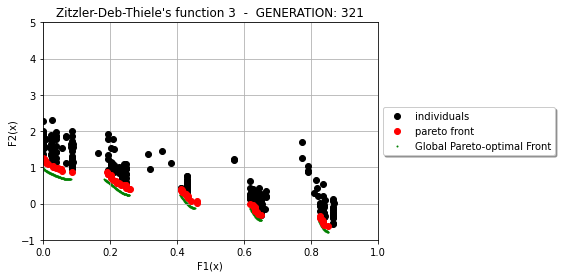 Zitzler-Deb-Thiele's function 3 - GENERATION: 321
5
4
3
2
1
0
−1
F2(x)
0.0 0.2 0.4 0.6 0.8 1.0
F1(x)
individuals
pareto front
Global Pareto-optimal Front